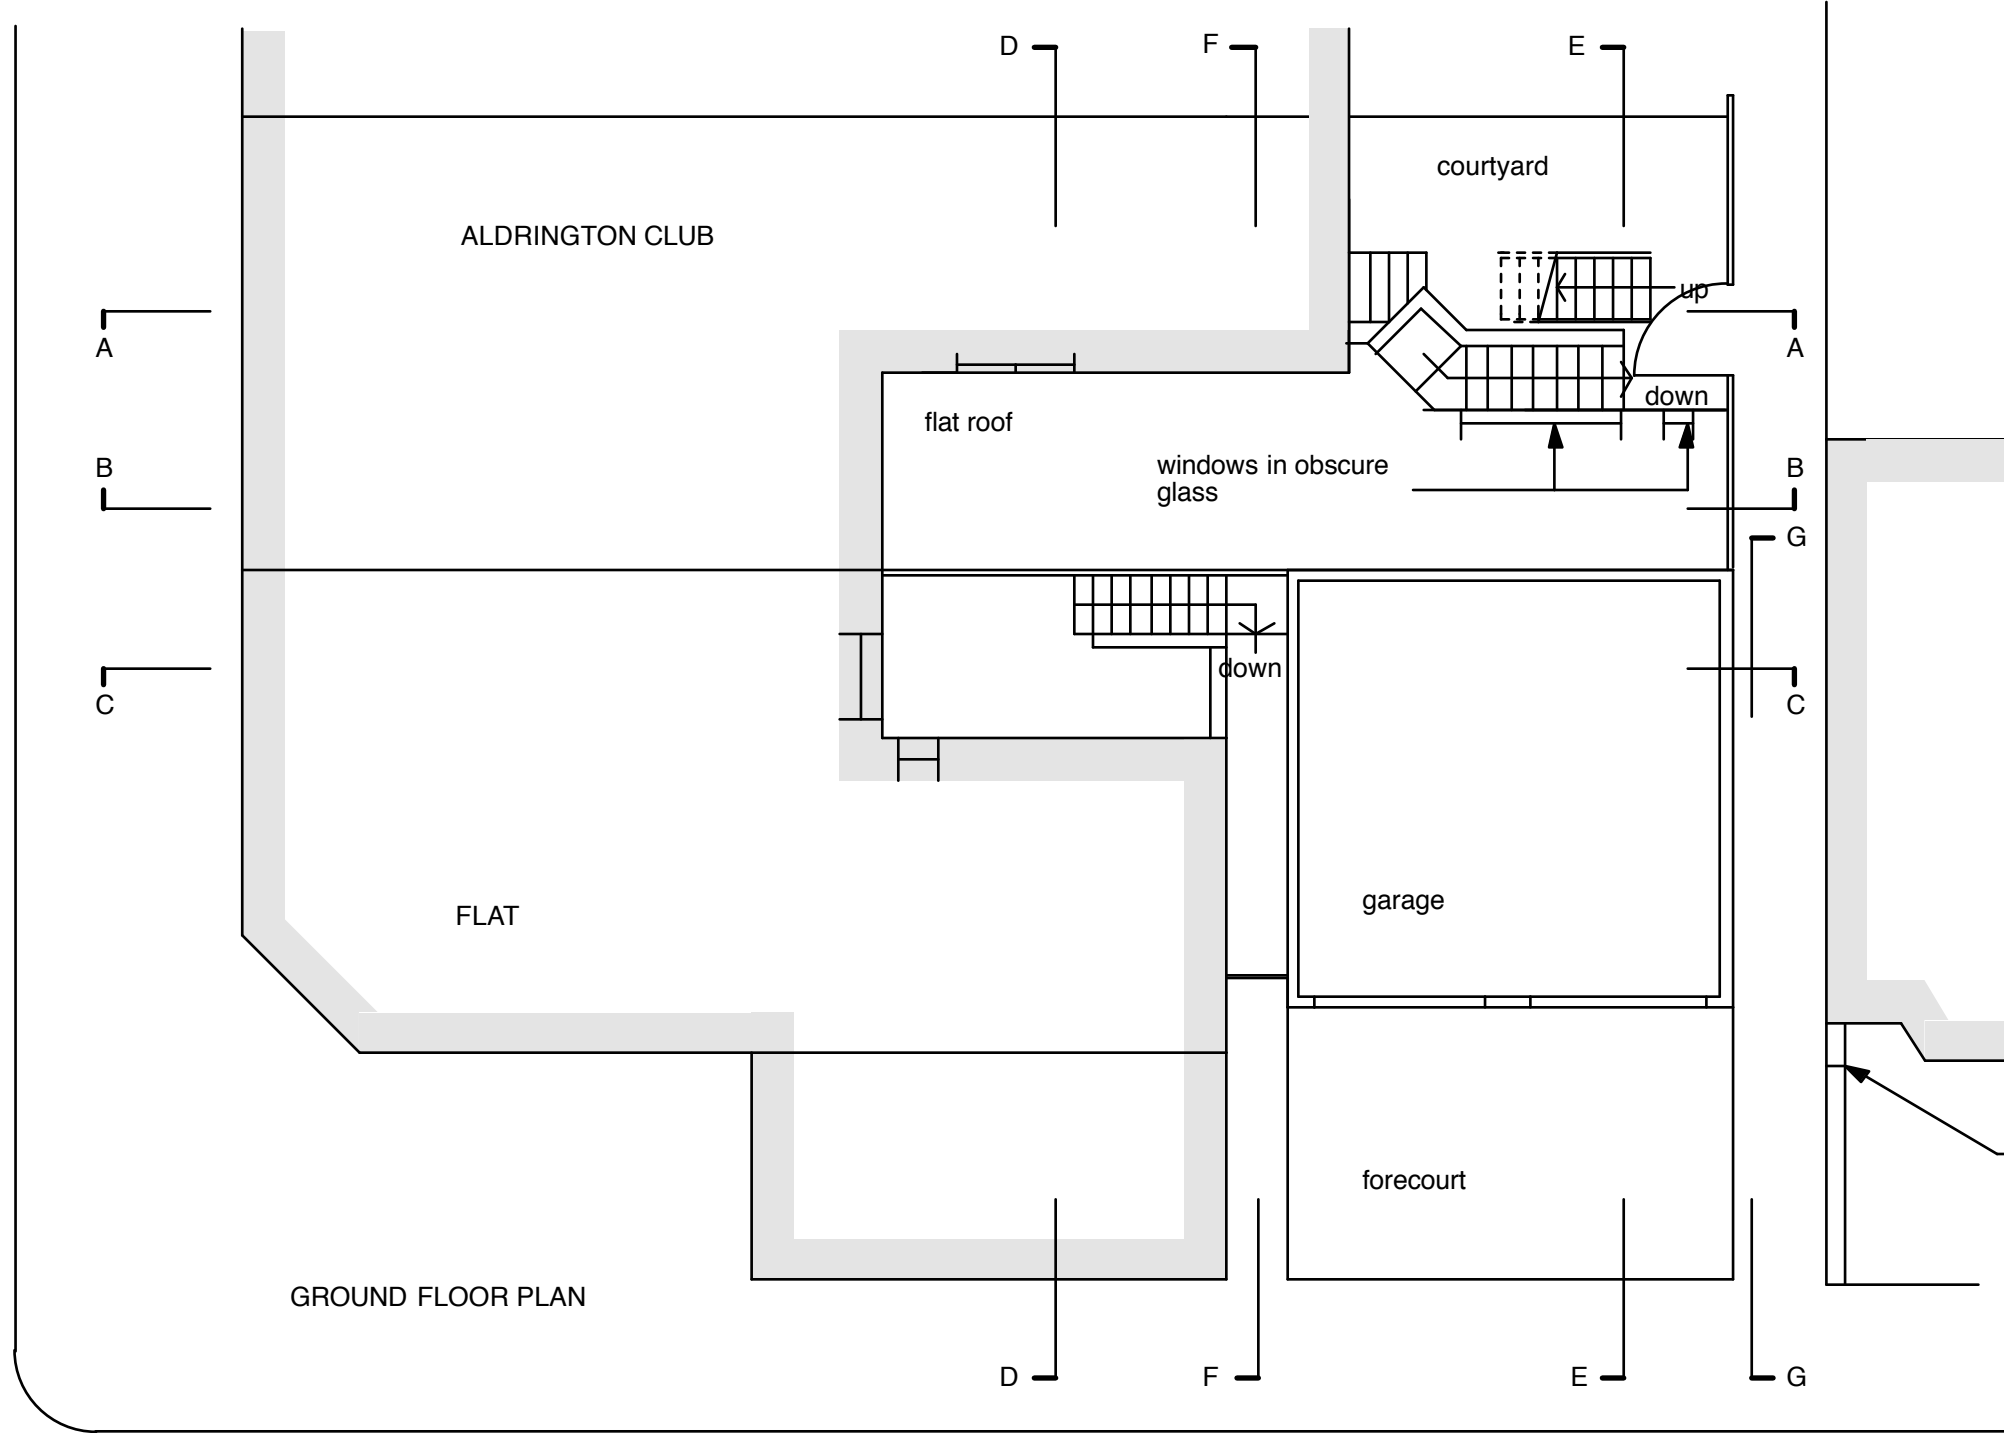 D
F
E
courtyard
ALDRINGTON CLUB
up
A
A
down
flat roof
B
windows in obscure
glass
B
G
down
C
C
garage
FLAT
forecourt
GROUND FLOOR PLAN
D
F
E
G